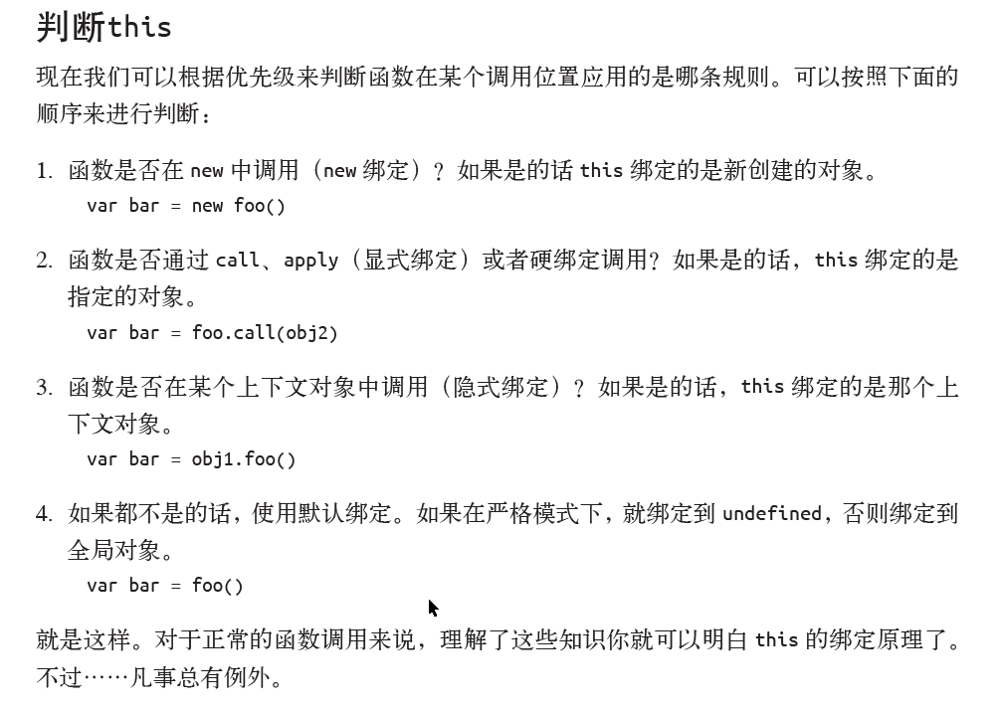 判断this
现在我们可以根据优先级来判断函数在某个调用位置应用的是哪条规则。可以按照下面的
顺序来进行判断：
1. 函数是否在 new 中调用（new 绑定）？如果是的话 this 绑定的是新创建的对象。
var bar = new foo()
2. 函数是否通过 call、apply（显式绑定）或者硬绑定调用？如果是的话，this 绑定的是
指定的对象。
var bar = foo.call(obj2)
3. 函数是否在某个上下文对象中调用（隐式绑定）？如果是的话，this 绑定的是那个上
下文对象。
var bar = obj1.foo()
4. 如果都不是的话，使用默认绑定。如果在严格模式下，就绑定到 undefined，否则绑定到
全局对象。
var bar = foo()
就是这样。对于正常的函数调用来说，理解了这些知识你就可以明白 this 的绑定原理了。
不过……凡事总有例外。